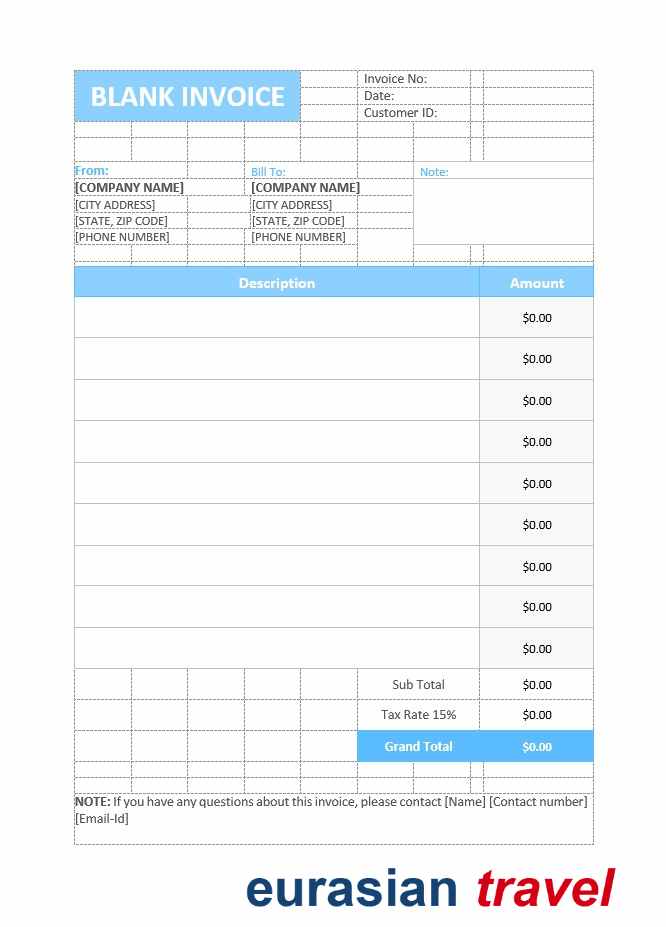 BLANK INVOICE
Invoice No:
Date:
Customer ID:
From:
Bill To:
Note:
[COMPANY NAME]
[COMPANY NAME]
[CITY ADDRESS]
[CITY ADDRESS]
[STATE, ZIP CODE]
[STATE, ZIP CODE]
[PHONE NUMBER]
[PHONE NUMBER]
Description
Amount
$0.00
$0.00
$0.00
$0.00
$0.00
$0.00
$0.00
$0.00
$0.00
Sub Total
$0.00
Tax Rate 15%
$0.00
Grand Total
$0.00
NOTE: If you have any questions about this invoice, please contact [Name] [Contact number]
[Email-Id]
eurasian travel